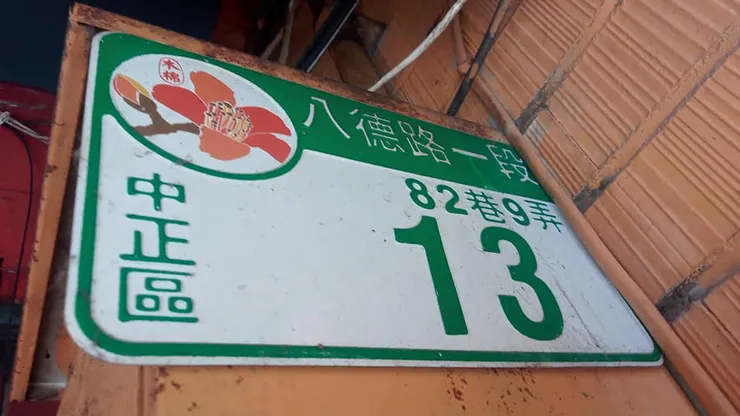 木棉
八德路一段
82巷9弄
13
中正區